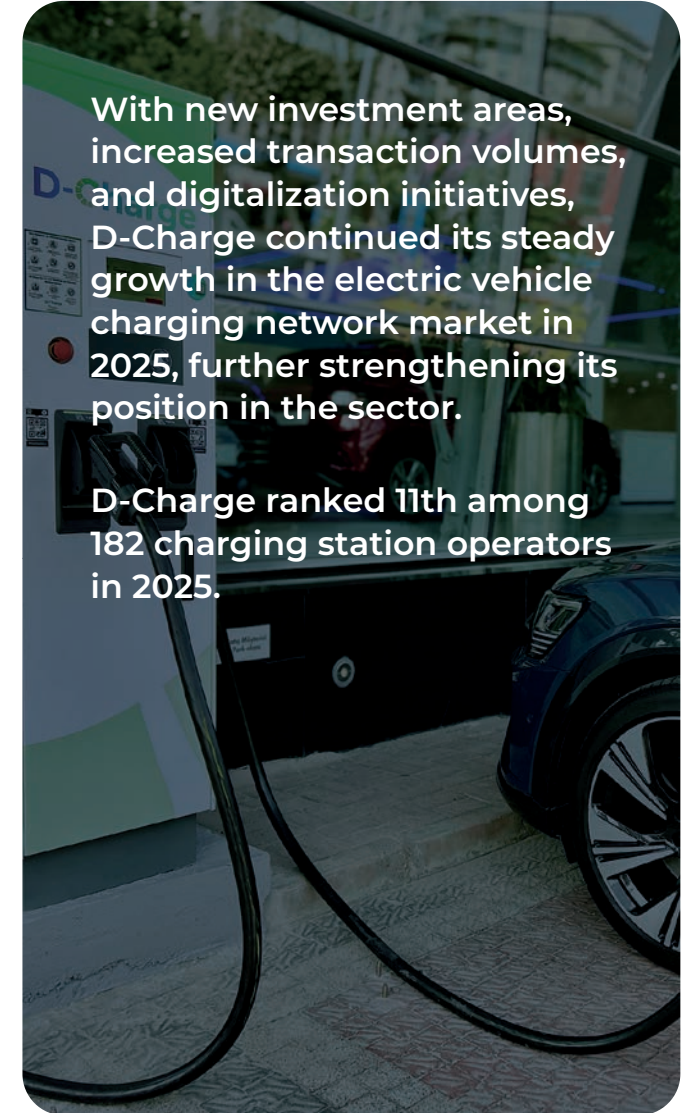 With new investment areas,
increased transaction volumes,
and digitalization initiatives,
D-Charge continued its steady
growth in the electric vehicle
charging network market in
2025, further strengthening its
position in the sector.
D-Charge ranked 11th among
182 charging station operators
in 2025.
D-Charge